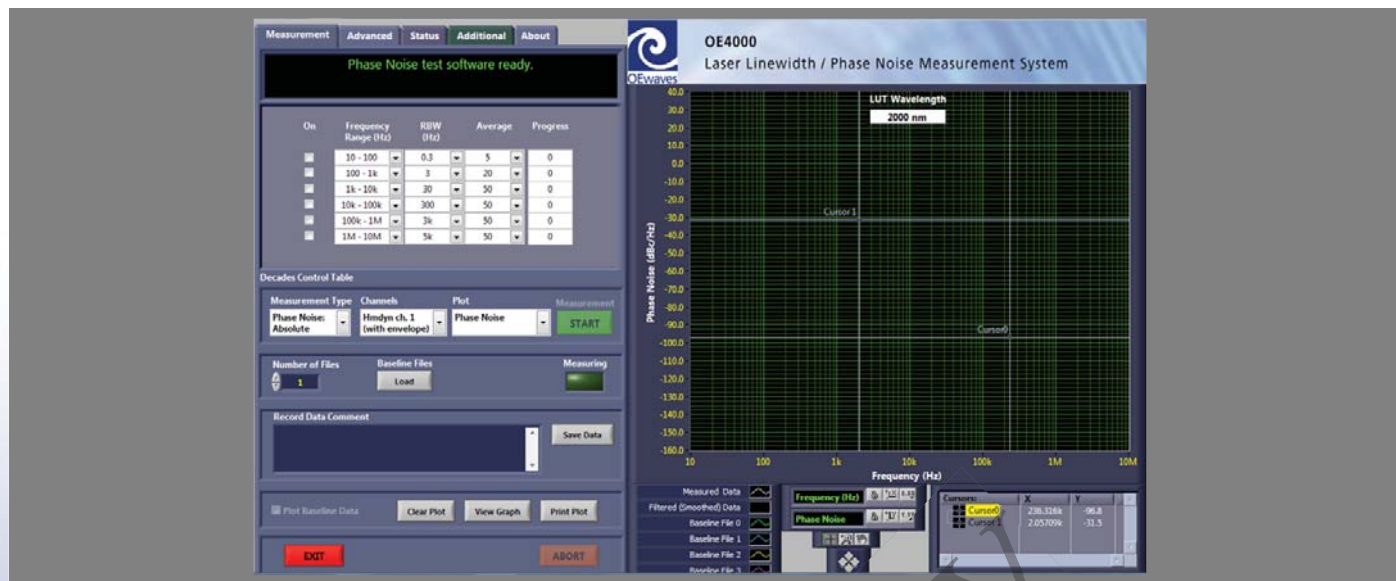 Measurement Advanced Status Additional About
Phase Noise test software ready.
On Frequency Range (Hz) RBW (Hz) Average Progress
10 - 100 0.3 5 0
100 - 1k 3 20 0
1k - 10k 30 50 0
10k - 100k 300 50 0
100k - 1M 3k 50 0
1M - 10M 5k 50 0
Decades Control Table
Measurement Type Channels Plot Measurement
Phase Noise: Absolute Hmdyn ch. 1 (with envelope) Phase Noise START
Number of Files Baseline Files Measuring
1 Load
Record Data Comment
Save Data
Plot Baseline Data Clear Plot View Graph Print Plot
EXIT ABORT
OEwaves
OE4000
Laser Linewidth / Phase Noise Measurement System
LUT Wavelength
2000 nm
Phase Noise (dBc/Hz)
40.0
30.0
20.0
10.0
0.0
-10.0
-20.0
-30.0
-40.0
-50.0
-60.0
-70.0
-80.0
-90.0
-100.0
-110.0
-120.0
-130.0
-140.0
-150.0
-160.0
Cursor 1
Cursor0
10 100 1k 10k 100k 1M 10M
Frequency (Hz)
Measured Data
Filtered (Smoothed) Data
Baseline File 0
Baseline File 1
Baseline File 2
Baseline File 3
Frequency (Hz)
Phase Noise
Cursors: X Y
Cursor0 236.316k -96.8
Cursor 1 2.05709k -31.5